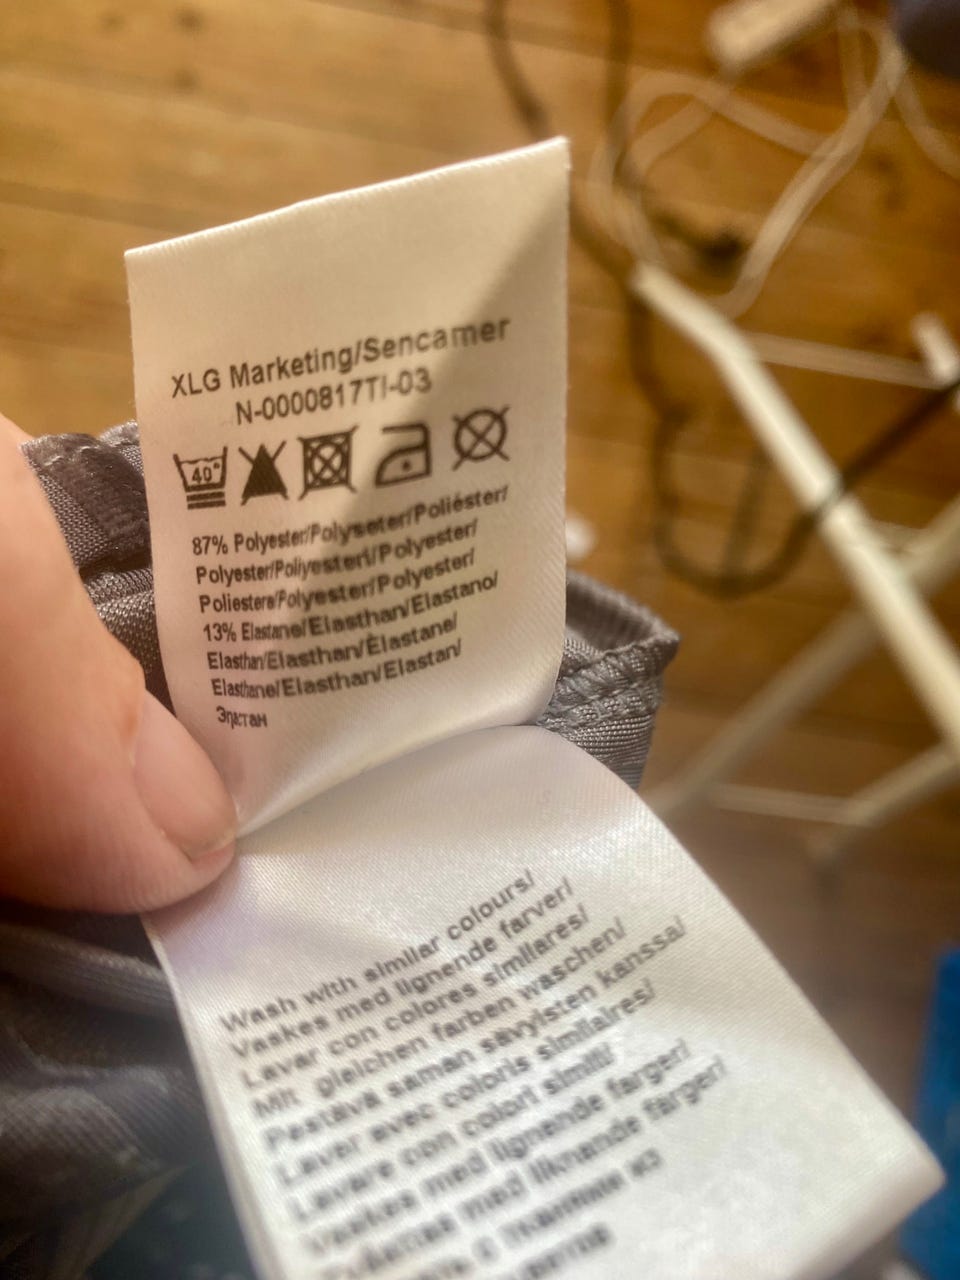 XLG Marketing/Sencamer
N-0000817TI-03
40°
87% Polyester/Polyseter/Poliéster/
Polyester/Poliyesteri/Polyester/
Poliestere/Polyester/Polyester/
13% Elastane/Elasthan/Elastano/
Elasthan/Elasthan/Élastane/
Elasthane/Elasthan/Elastan/
Эластан
Wash with similar colours/
Vaskes med lignende farver/
Lavar con colores similares/
Mit gleichen farben waschen/
Pestävä saman sävyisten kanssa/
Laver avec coloris similaires/
Lavare con colori simili/
Vaskes med lignende farger/
med liknande färger/